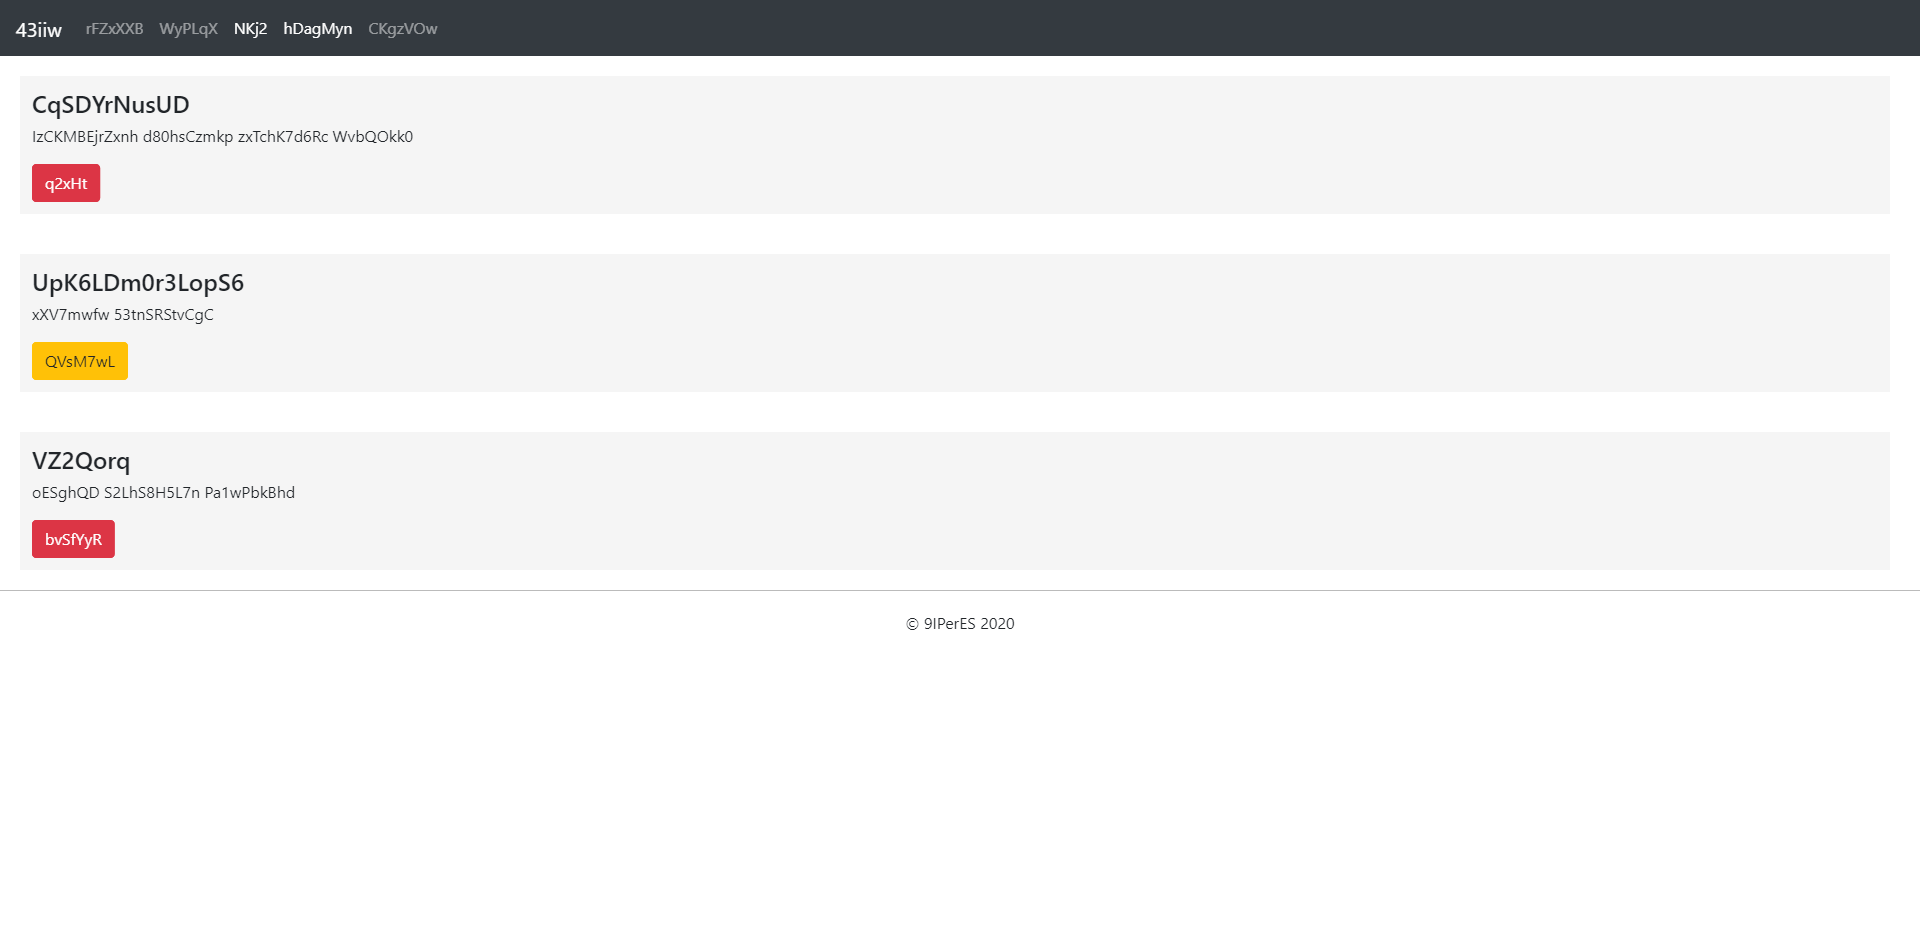 43iiw rFZxXXB WyPLqX NKj2 hDagMyn CKgzVOw
CqSDYrNusUD
IzCKMBEjrZxnh d80hsCzmkp zxTchK7d6Rc WvbQOkk0
q2xHt
UpK6LDm0r3LopS6
xXV7mwfw 53tnSRStvCgC
QVsM7wL
VZ2Qorq
oESghQD S2LhS8H5L7n Pa1wPbkBhd
bvSfYyR
© 9IPerES 2020